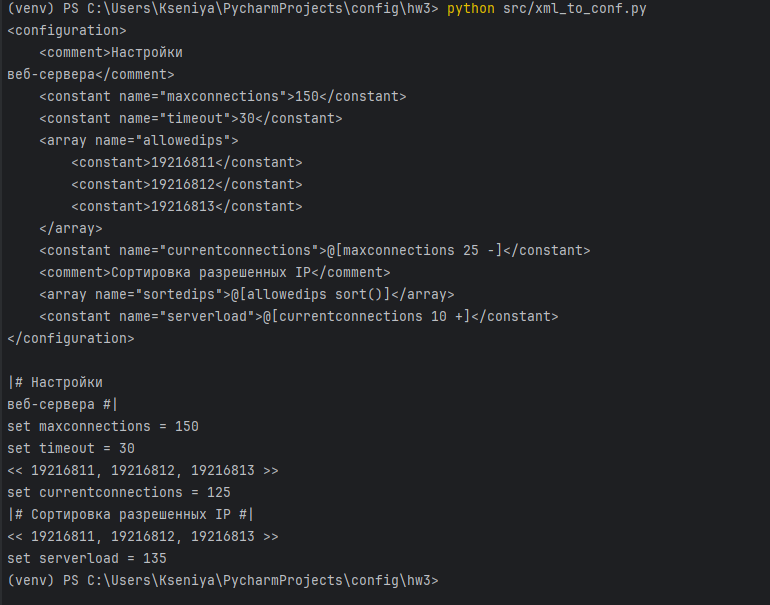 (venv) PS C:\Users\Kseniya\PycharmProjects\config\hw3> python src/xml_to_conf.py
<configuration>
    <comment>Настройки
веб-сервера</comment>
    <constant name="maxconnections">150</constant>
    <constant name="timeout">30</constant>
    <array name="allowedips">
        <constant>19216811</constant>
        <constant>19216812</constant>
        <constant>19216813</constant>
    </array>
    <constant name="currentconnections">@[maxconnections 25 -]</constant>
    <comment>Сортировка разрешенных IP</comment>
    <array name="sortedips">@[allowedips sort()]</array>
    <constant name="serverload">@[currentconnections 10 +]</constant>
</configuration>

|# Настройки
веб-сервера #|
set maxconnections = 150
set timeout = 30
<< 19216811, 19216812, 19216813 >>
set currentconnections = 125
|# Сортировка разрешенных IP #|
<< 19216811, 19216812, 19216813 >>
set serverload = 135
(venv) PS C:\Users\Kseniya\PycharmProjects\config\hw3>